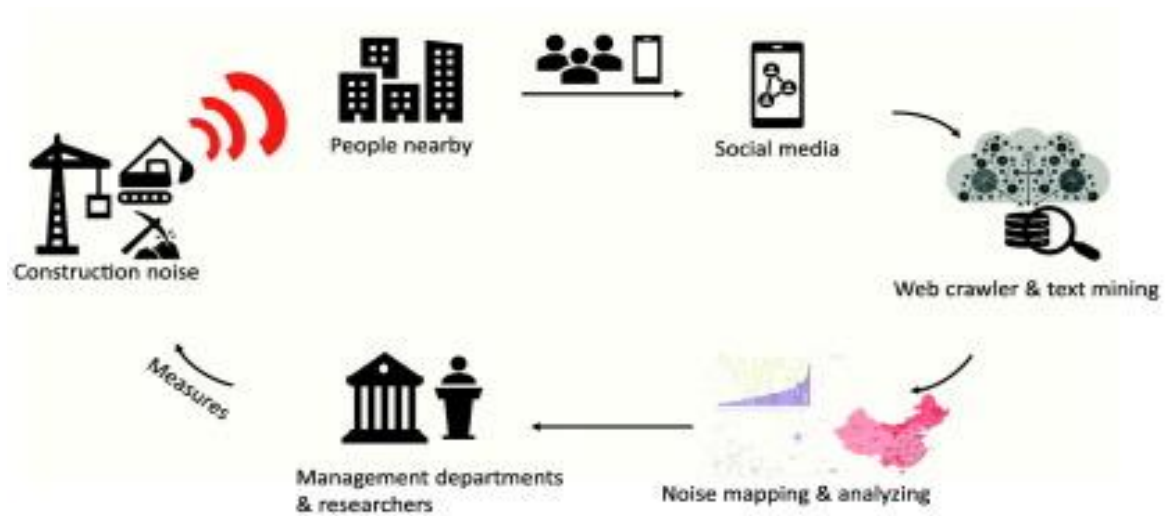 People nearby
Social media
Construction noise
Web crawler & text mining
Measures
Management departments
& researchers
Noise mapping & analyzing